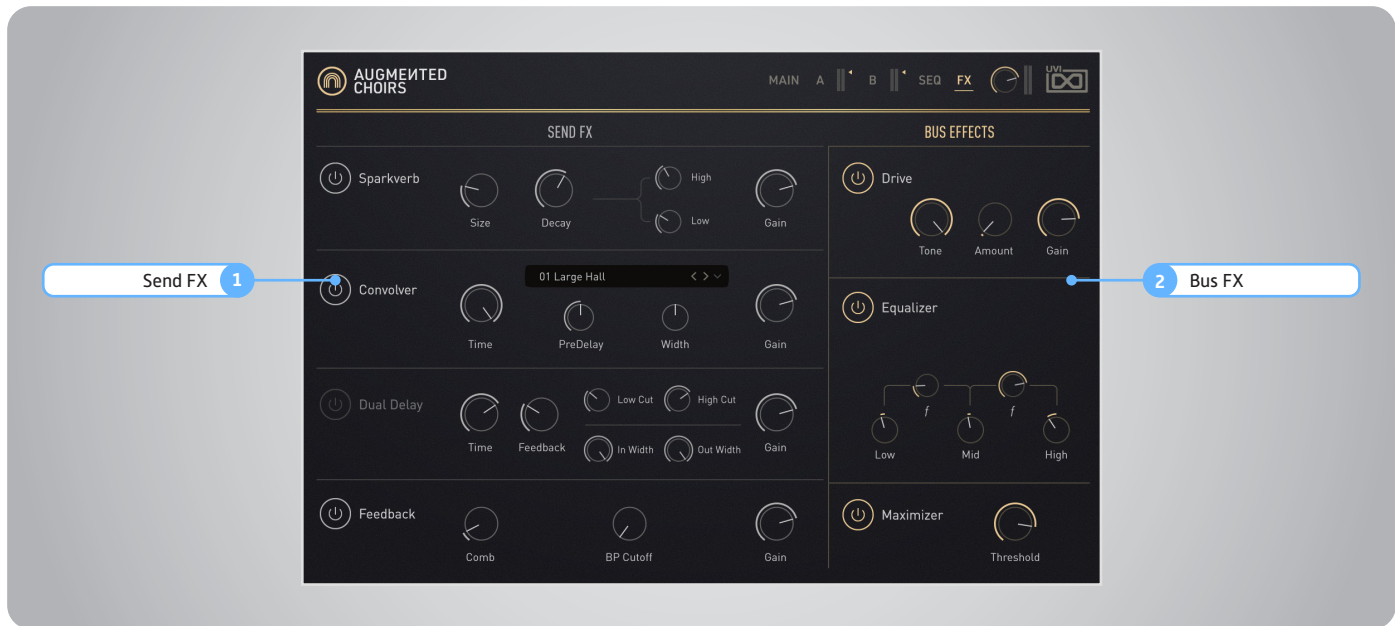 AUGMENTED
CHOIRS
MAIN A B SEQ FX
UVI
SEND FX
BUS EFFECTS
Sparkverb
Size
Decay
High
Low
Gain
Drive
Tone
Amount
Gain
Send FX 1
Convolver
01 Large Hall
Time
PreDelay
Width
Gain
2 Bus FX
Equalizer
f
f
Low
Mid
High
Dual Delay
Time
Feedback
Low Cut
High Cut
In Width
Out Width
Gain
Feedback
Comb
BP Cutoff
Gain
Maximizer
Threshold